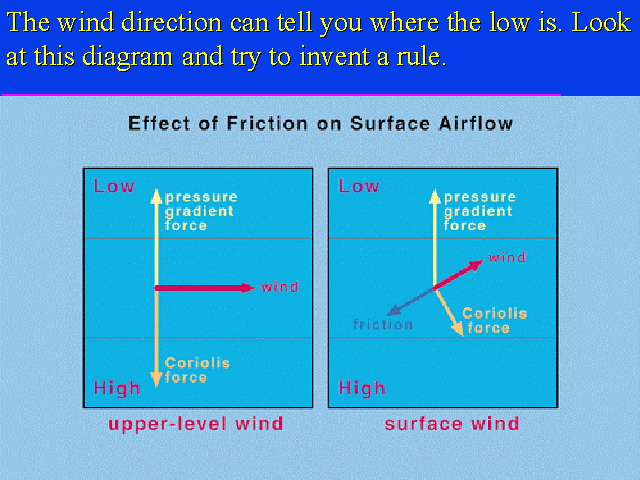 The wind direction can tell you where the low is. Look
at this diagram and try to invent a rule.
Effect of Friction on Surface Airflow
Low
pressure
gradient
force
wind
Coriolis
force
High
upper-level wind
Low
pressure
gradient
force
wind
friction
Coriolis
force
High
surface wind